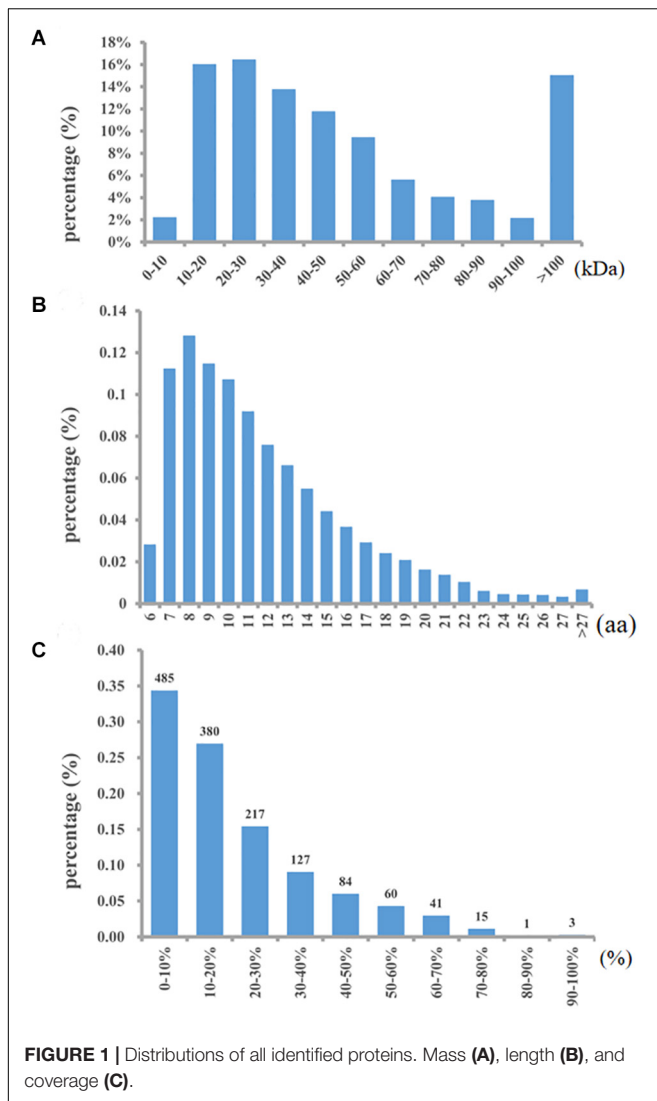 A
percentage (%)
18%
16%
14%
12%
10%
8%
6%
4%
2%
0%
0-10 10-20 20-30 30-40 40-50 50-60 60-70 70-80 80-90 90-100 >100 (kDa)
B
percentage (%)
0.14
0.12
0.1
0.08
0.06
0.04
0.02
0
6 7 8 9 10 11 12 13 14 15 16 17 18 19 20 21 22 23 24 25 26 27 >27 (aa)
C
percentage (%)
0.40
0.35
0.30
0.25
0.20
0.15
0.10
0.05
0.00
485 380 217 127 84 60 41 15 1 3
0-10% 10-20% 20-30% 30-40% 40-50% 50-60% 60-70% 70-80% 80-90% 90-100% (%)
FIGURE 1 | Distributions of all identified proteins. Mass (A), length (B), and
coverage (C).